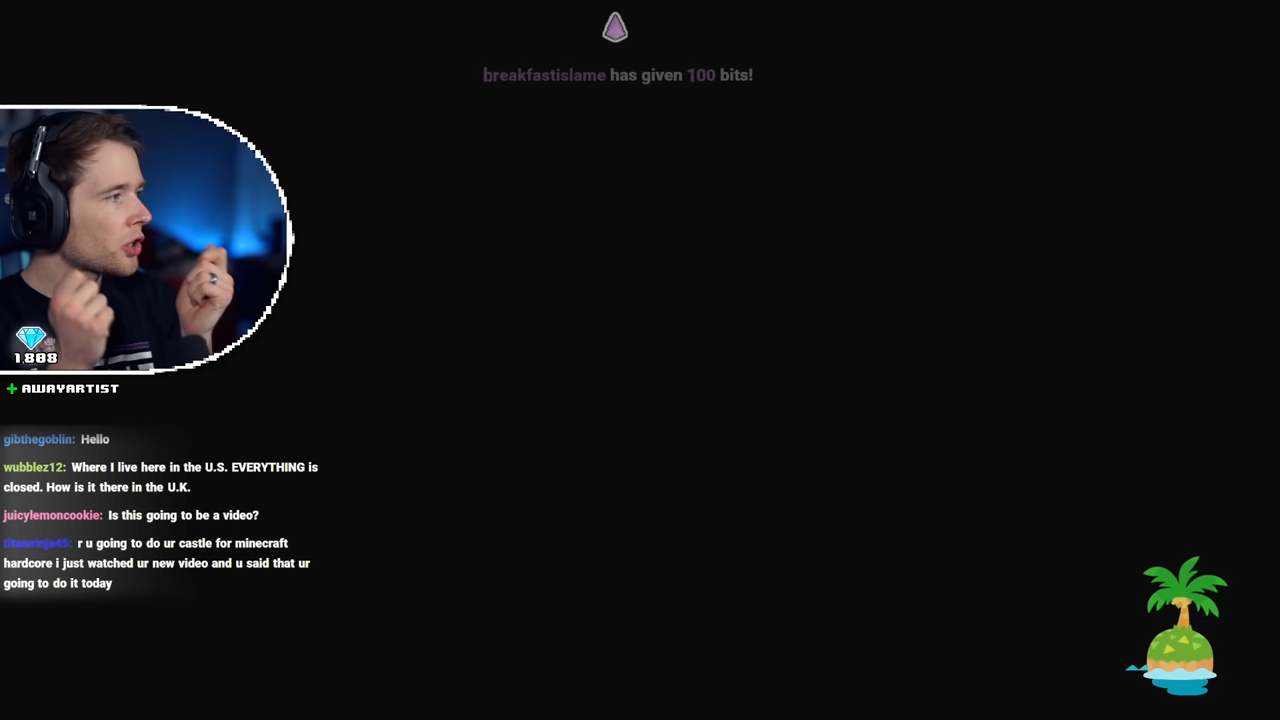 breakfastislame has given 100 bits!
1808
+ AWAYARTIST
gibthegoblin: Hello
wubblez12: Where I live here in the U.S. EVERYTHING is
closed. How is it there in the U.K.
juicylemoncookie: Is this going to be a video?
titanninja45: r u going to do ur castle for minecraft
hardcore i just watched ur new video and u said that ur
going to do it today